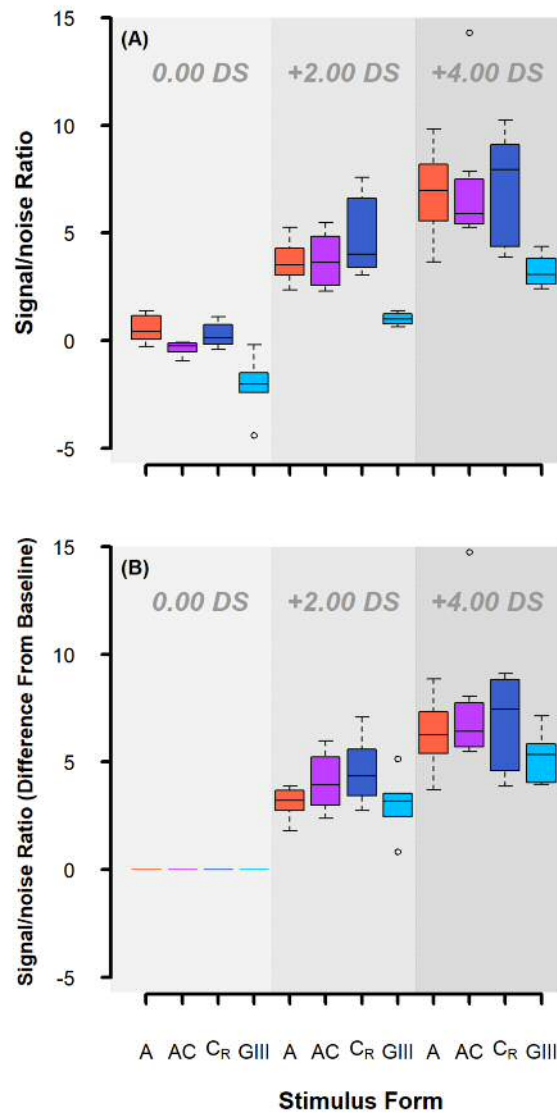 15
(A)
0.00 DS +2.00 DS +4.00 DS
10
5
0
-5
Signal/noise Ratio
15
(B)
0.00 DS +2.00 DS +4.00 DS
10
5
0
-5
Signal/noise Ratio (Difference From Baseline)
A AC CR GIII A AC CR GIII A AC CR GIII
Stimulus Form